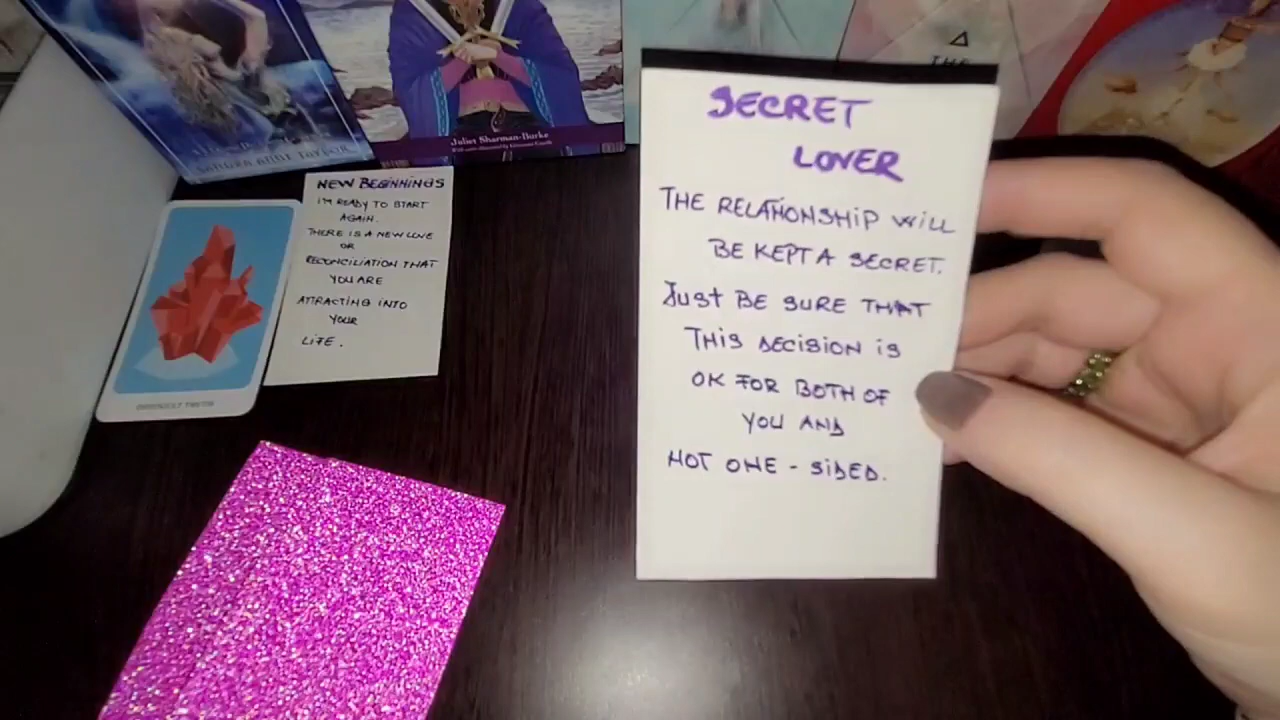 Juliet Sharman-Burke
THE
SECRET
LOVER
THE RELATIONSHIP WILL
BE KEPT A SECRET.
JUST BE SURE THAT
THIS DECISION IS
OK FOR BOTH OF
YOU AND
NOT ONE - SIDED.
NEW BEGINNINGS
I'M READY TO START
AGAIN.
THERE IS A NEW LOVE
OR
RECONCILIATION THAT
YOU ARE
ATTRACTING INTO
YOUR
LIFE.